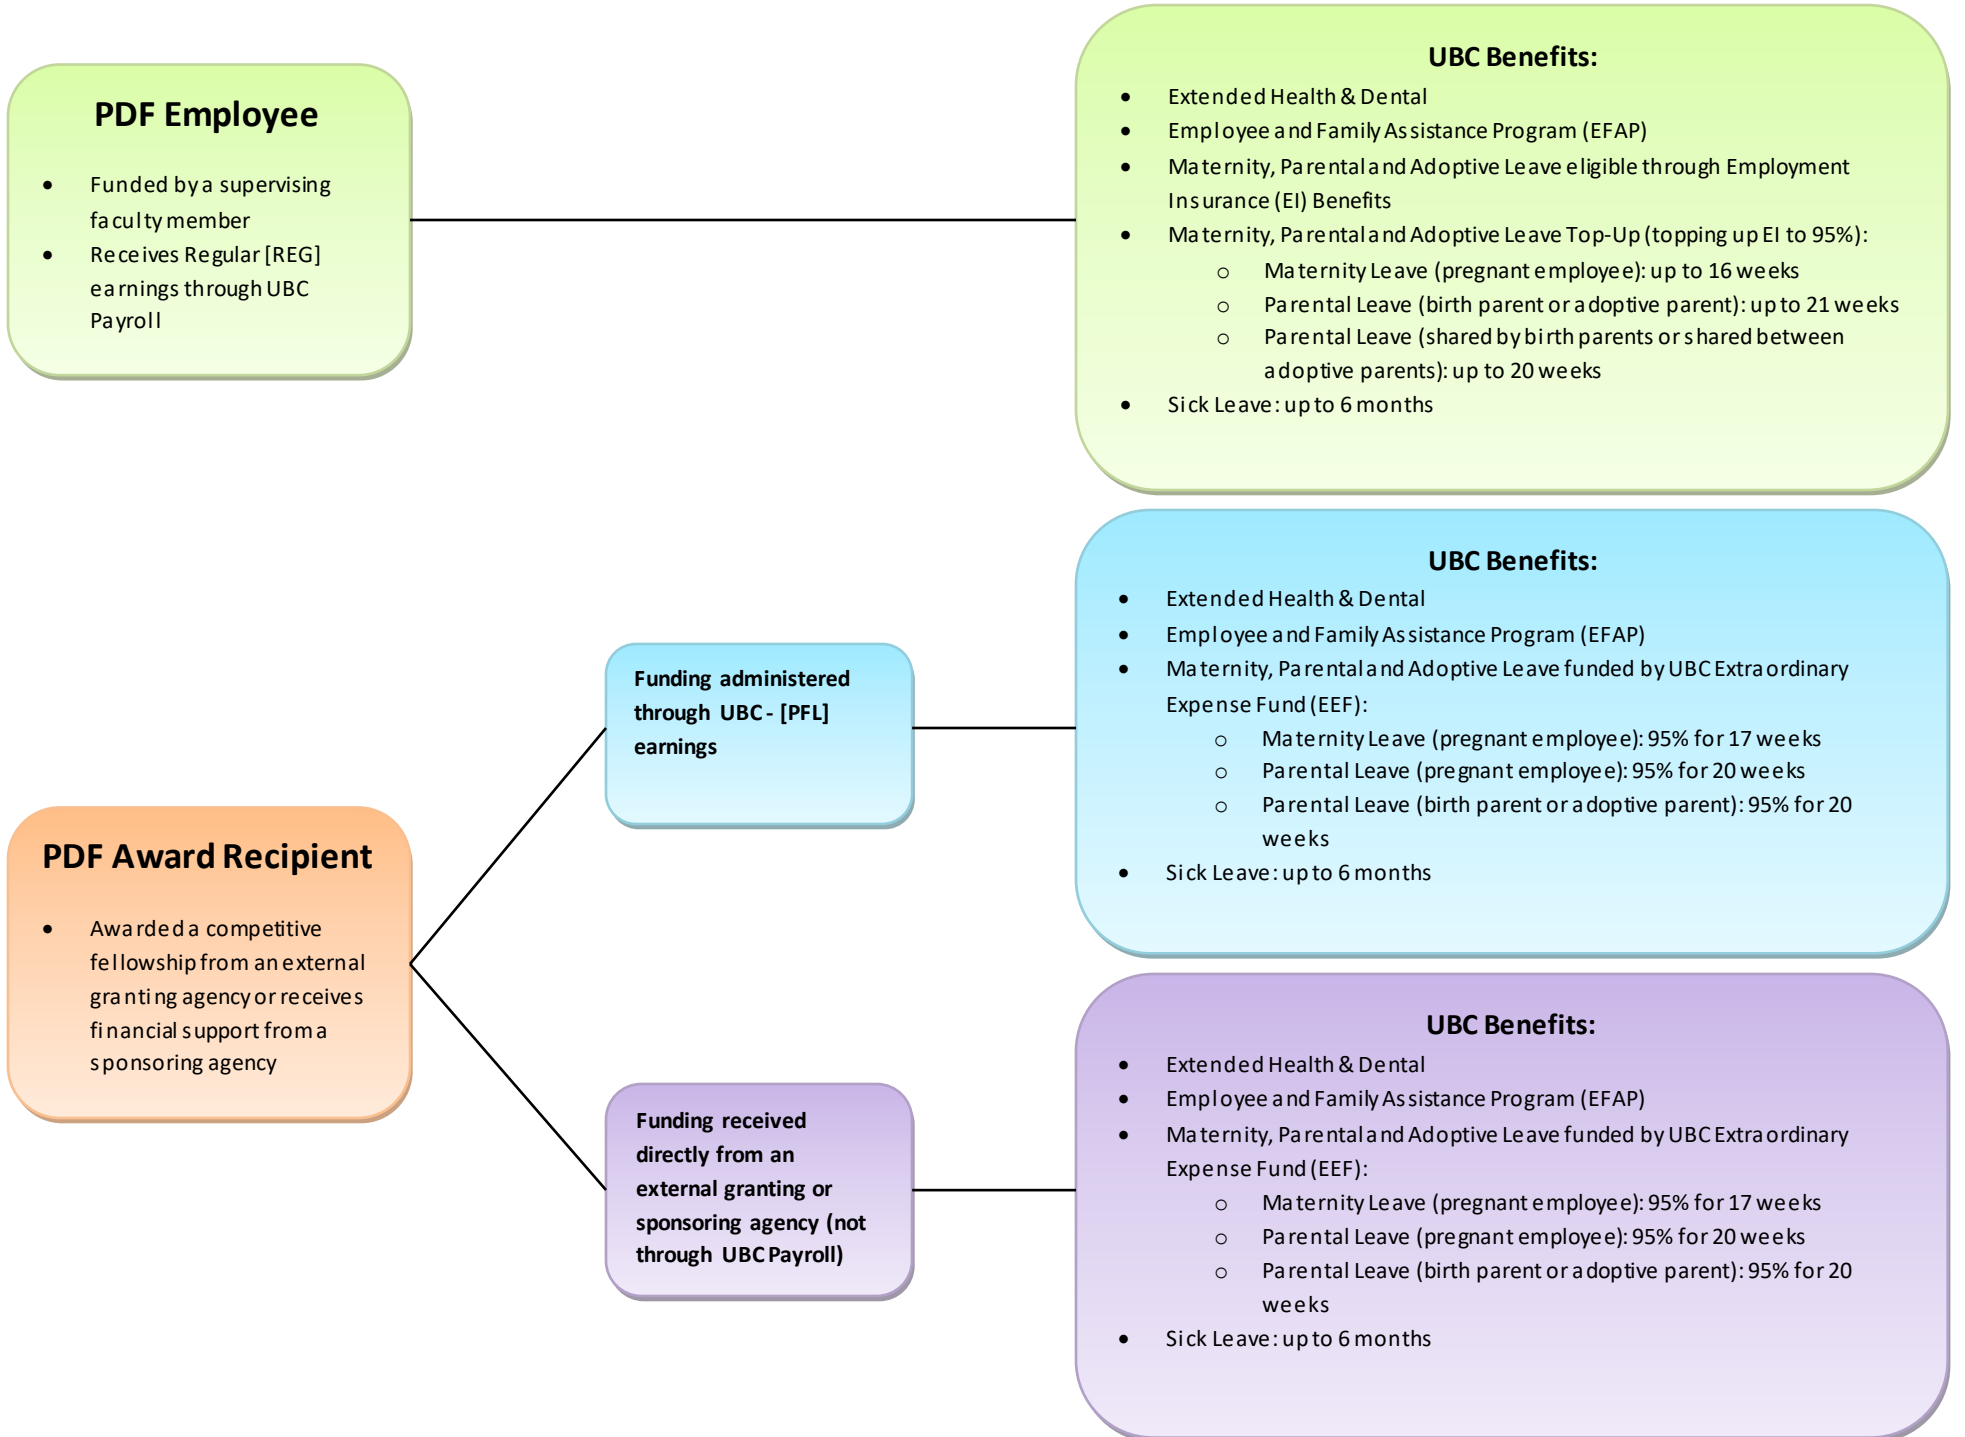 PDF Employee
• Funded by a supervising
faculty member
• Receives Regular [REG]
earnings through UBC
Payroll
UBC Benefits:
• Extended Health & Dental
• Employee and Family Assistance Program (EFAP)
• Maternity, Parental and Adoptive Leave eligible through Employment
Insurance (EI) Benefits
• Maternity, Parental and Adoptive Leave Top-Up (topping up EI to 95%):
o Maternity Leave (pregnant employee): up to 16 weeks
o Parental Leave (birth parent or adoptive parent): up to 21 weeks
o Parental Leave (shared by birth parents or shared between
adoptive parents): up to 20 weeks
• Sick Leave: up to 6 months
PDF Award Recipient
• Awarded a competitive
fellowship from an external
granting agency or receives
financial support from a
sponsoring agency
Funding administered
through UBC - [PFL]
earnings
UBC Benefits:
• Extended Health & Dental
• Employee and Family Assistance Program (EFAP)
• Maternity, Parental and Adoptive Leave funded by UBC Extraordinary
Expense Fund (EEF):
o Maternity Leave (pregnant employee): 95% for 17 weeks
o Parental Leave (pregnant employee): 95% for 20 weeks
o Parental Leave (birth parent or adoptive parent): 95% for 20
weeks
• Sick Leave: up to 6 months
Funding received
directly from an
external granting or
sponsoring agency (not
through UBC Payroll)
UBC Benefits:
• Extended Health & Dental
• Employee and Family Assistance Program (EFAP)
• Maternity, Parental and Adoptive Leave funded by UBC Extraordinary
Expense Fund (EEF):
o Maternity Leave (pregnant employee): 95% for 17 weeks
o Parental Leave (pregnant employee): 95% for 20 weeks
o Parental Leave (birth parent or adoptive parent): 95% for 20
weeks
• Sick Leave: up to 6 months